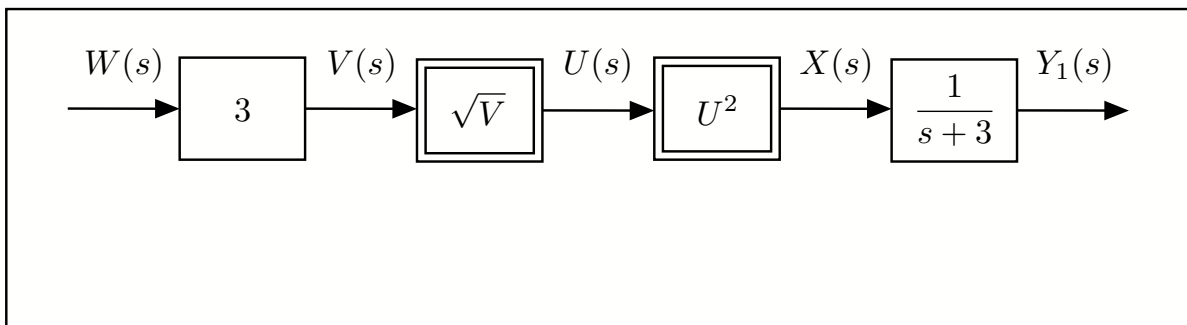 W(s) V(s) U(s) X(s) Y₁(s)
3 √V U² 1/(s + 3)